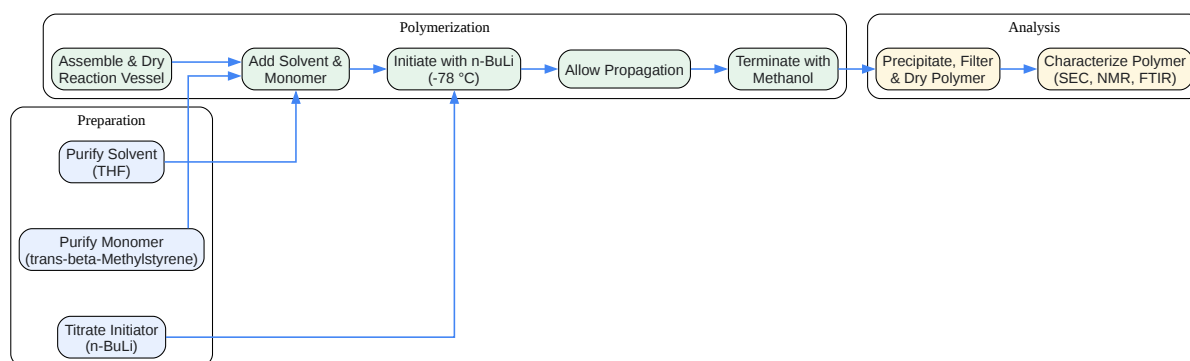 Polymerization
Analysis
Assemble & Dry
Reaction Vessel
Add Solvent &
Monomer
Initiate with n-BuLi
(-78 °C)
Allow Propagation
Terminate with
Methanol
Precipitate, Filter
& Dry Polymer
Characterize Polymer
(SEC, NMR, FTIR)
Preparation
Purify Solvent
(THF)
Purify Monomer
(trans-beta-Methylstyrene)
Titrate Initiator
(n-BuLi)